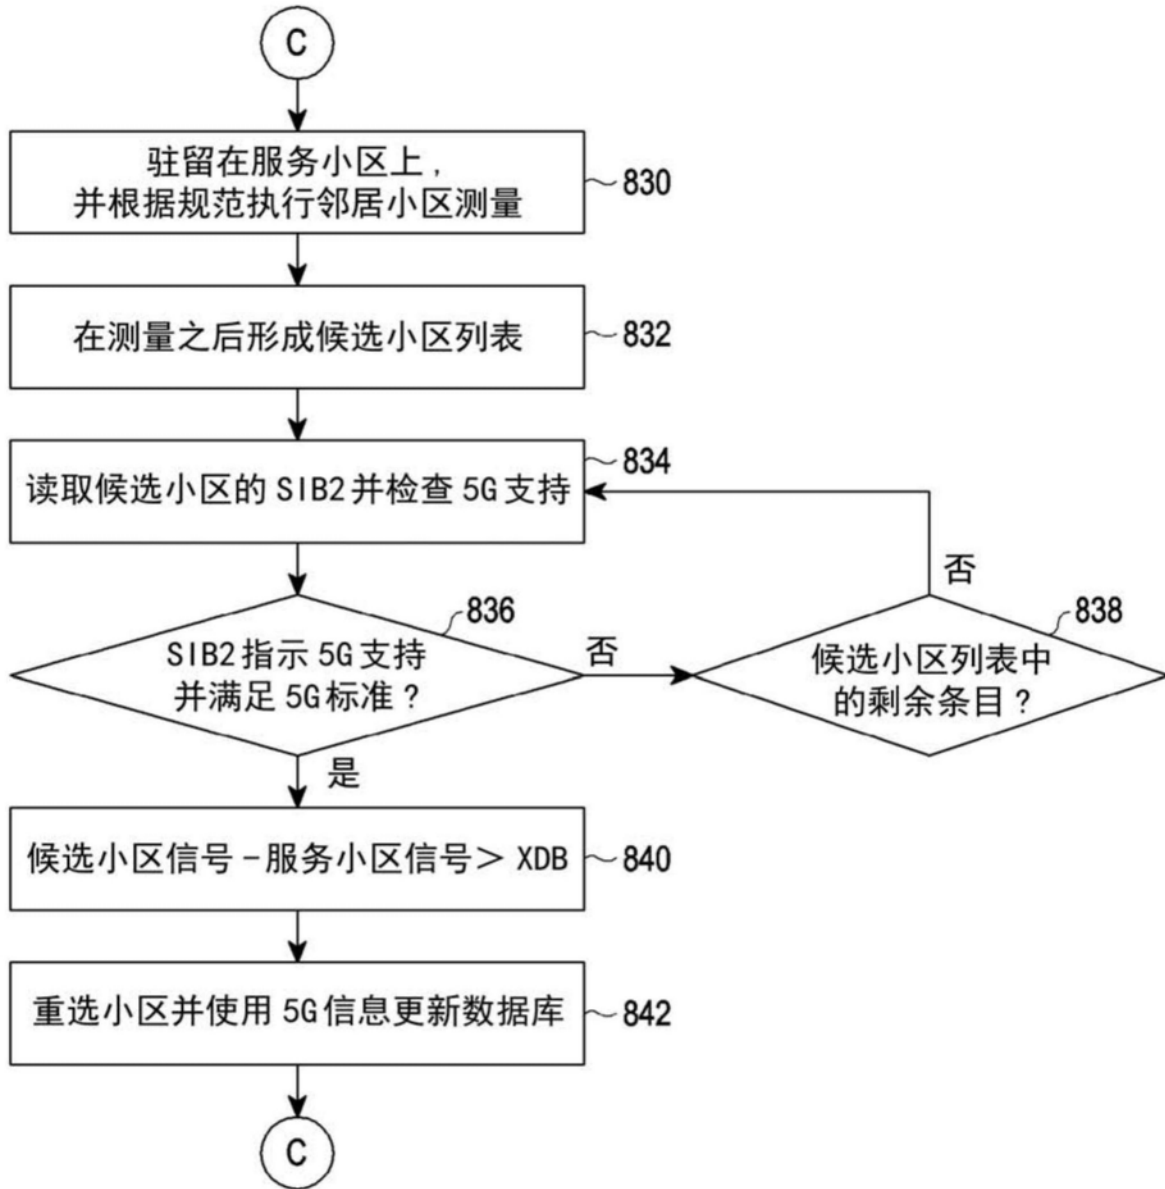 C
驻留在服务小区上,
并根据规范执行邻居小区测量
830
在测量之后形成候选小区列表
832
读取候选小区的SIB2并检查5G支持
834
否
836
838
SIB2指示5G支持
并满足5G标准?
否
候选小区列表中
的剩余条目?
是
候选小区信号-服务小区信号> XDB
840
重选小区并使用5G信息更新数据库
842
C